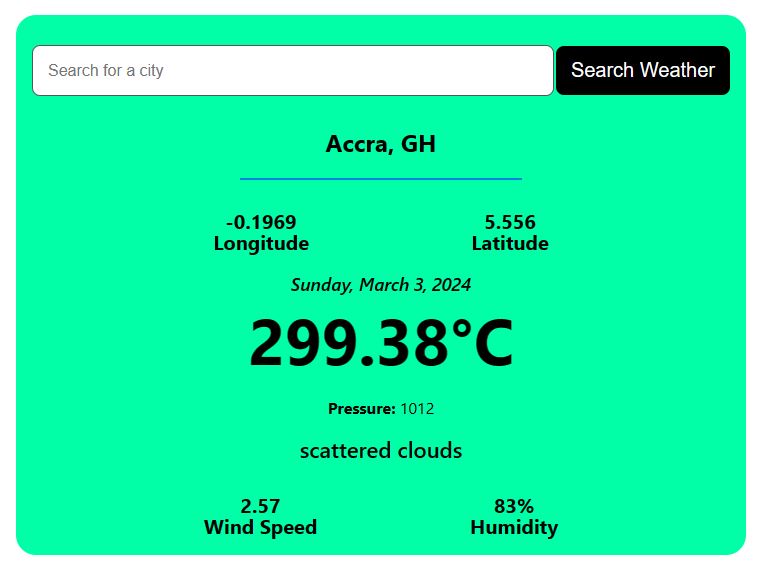 Search for a city
Search Weather
Accra, GH
-0.1969
Longitude
5.556
Latitude
Sunday, March 3, 2024
299.38°C
Pressure: 1012
scattered clouds
2.57
Wind Speed
83%
Humidity